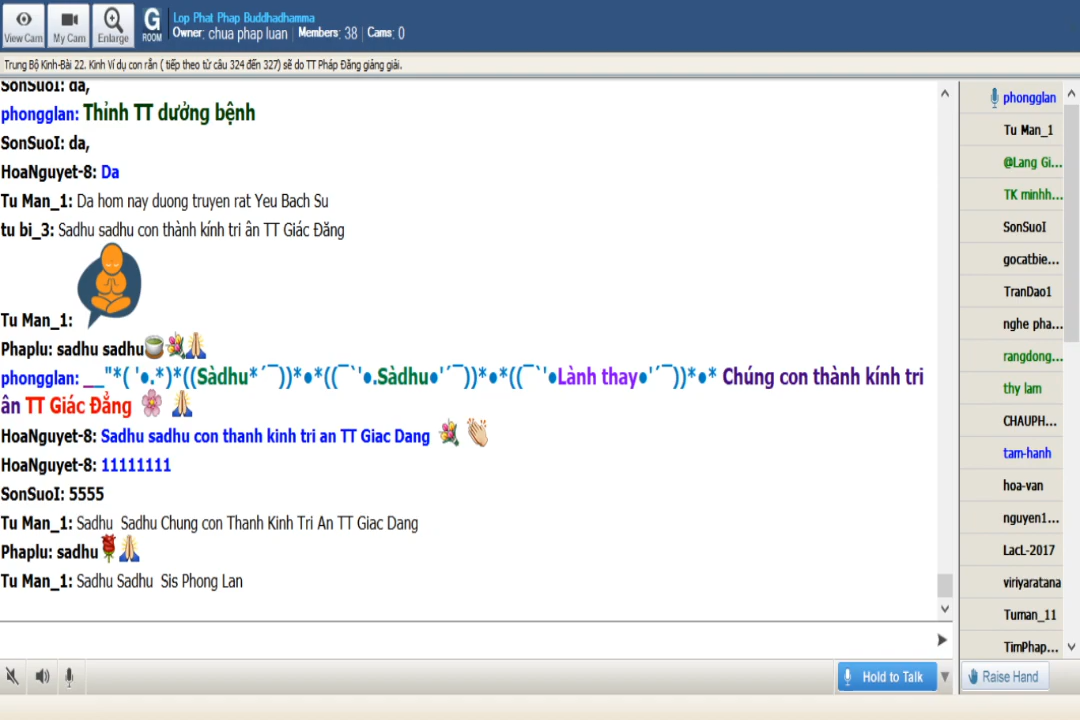 View Cam
My Cam
Enlarge
G
ROOM
Lop Phat Phap Buddhadhamma
Owner: chua phap luan | Members: 38 | Cams: 0
Trung Bộ Kinh-Bài 22. Kinh Ví dụ con rắn ( tiếp theo từ câu 324 đến 327) sẽ do TT Pháp Đăng giảng giải.
SonSuoI: dạ,
phongglan: Thỉnh TT dưởng bệnh
SonSuoI: dạ,
HoaNguyet-8: Da
Tu Man_1: Da hom nay duong truyen rat Yeu Bach Su
tu bi_3: Sadhu sadhu con thành kính tri ân TT Giác Đăng
Tu Man_1:
Phaplu: sadhu sadhu🍵💐🙏
phongglan: __"*( '●.*)*((Sàdhu*´¯))*●*((¯`'●.Sàdhu●'´¯))*●*((¯`'●Lành thay●'´¯))*●* Chúng con thành kính tri
ân TT Giác Đẳng 🌸 🙏
HoaNguyet-8: Sadhu sadhu con thanh kinh tri an TT Giac Dang 💐 👏
HoaNguyet-8: 11111111
SonSuoI: 5555
Tu Man_1: Sadhu  Sadhu Chung con Thanh Kinh Tri An TT Giac Dang
Phaplu: sadhu🌹🙏
Tu Man_1: Sadhu Sadhu  Sis Phong Lan
phongglan
Tu Man_1
@Lang Gi...
TK minhh...
SonSuoI
gocatbie...
TranDao1
nghe pha...
rangdong...
thy lam
CHAUPH...
tam-hanh
hoa-van
nguyen1...
LacL-2017
viriyaratana
Tuman_11
TimPhap...
Hold to Talk
Raise Hand